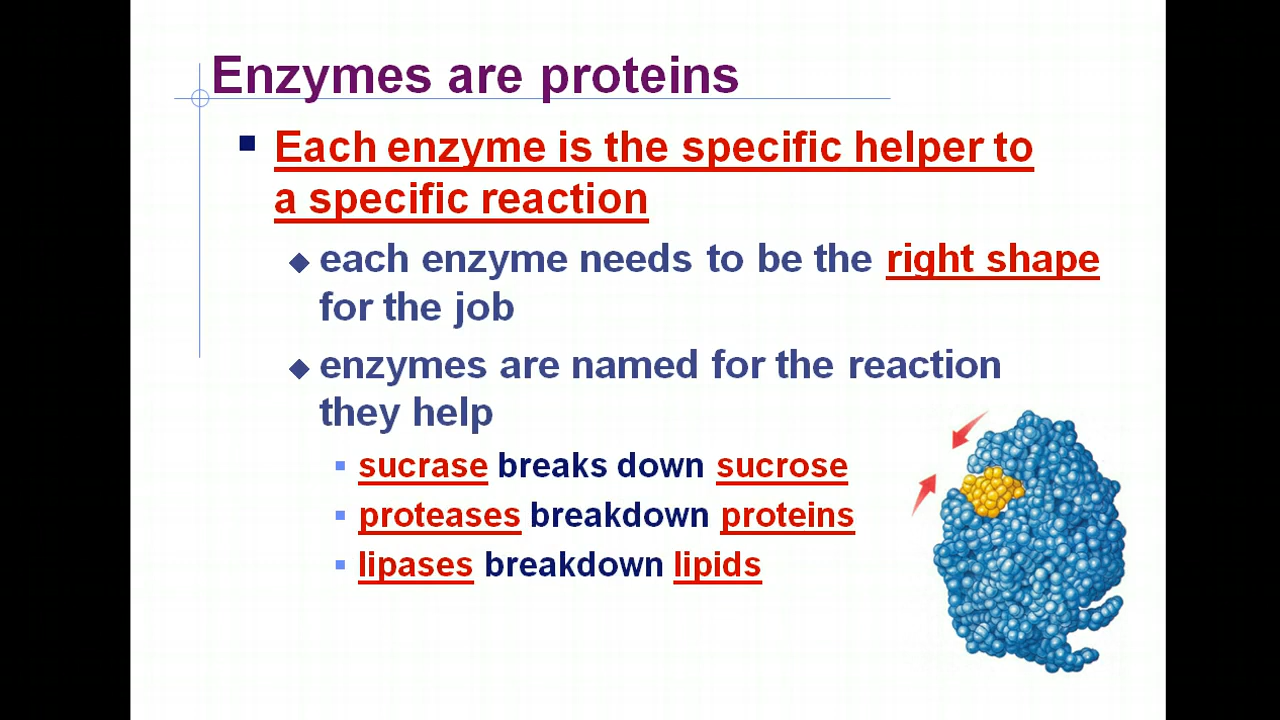 Enzymes are proteins
Each enzyme is the specific helper to
a specific reaction
each enzyme needs to be the right shape
for the job
enzymes are named for the reaction
they help
sucrase breaks down sucrose
proteases breakdown proteins
lipases breakdown lipids